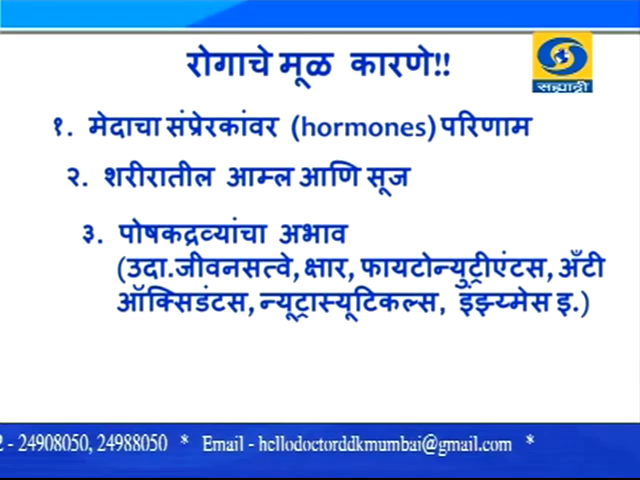 रोगाचे मूळ कारणे!!
सह्याद्री
१. मेदाचा संप्रेरकांवर (hormones) परिणाम
२. शरीरातील आम्ल आणि सूज
३. पोषकद्रव्यांचा अभाव
(उदा.जीवनसत्वे, क्षार, फायटोन्युट्रीएंटस, अँटी
ऑक्सिडंटस, न्यूट्रास्यूटिकल्स, इंझ्य्मेस इ.)
2 - 24908050, 24988050 * Email - hellodoctorddkmumbai@gmail.com *